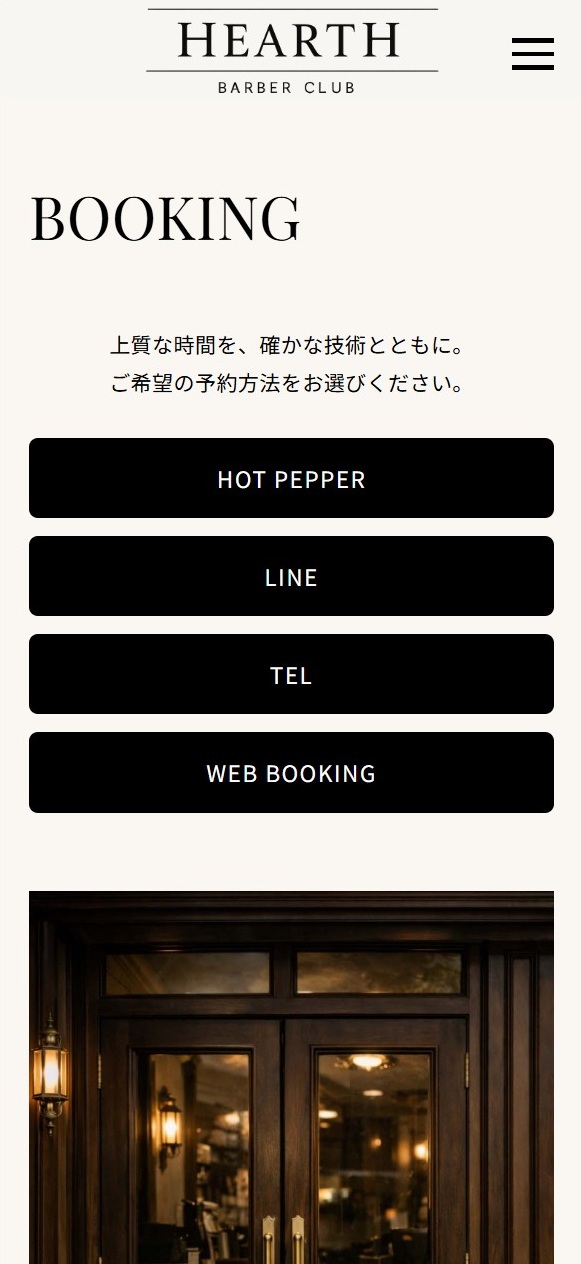 HEARTH
BARBER CLUB
BOOKING
上質な時間を、確かな技術とともに。
ご希望の予約方法をお選びください。
HOT PEPPER
LINE
TEL
WEB BOOKING